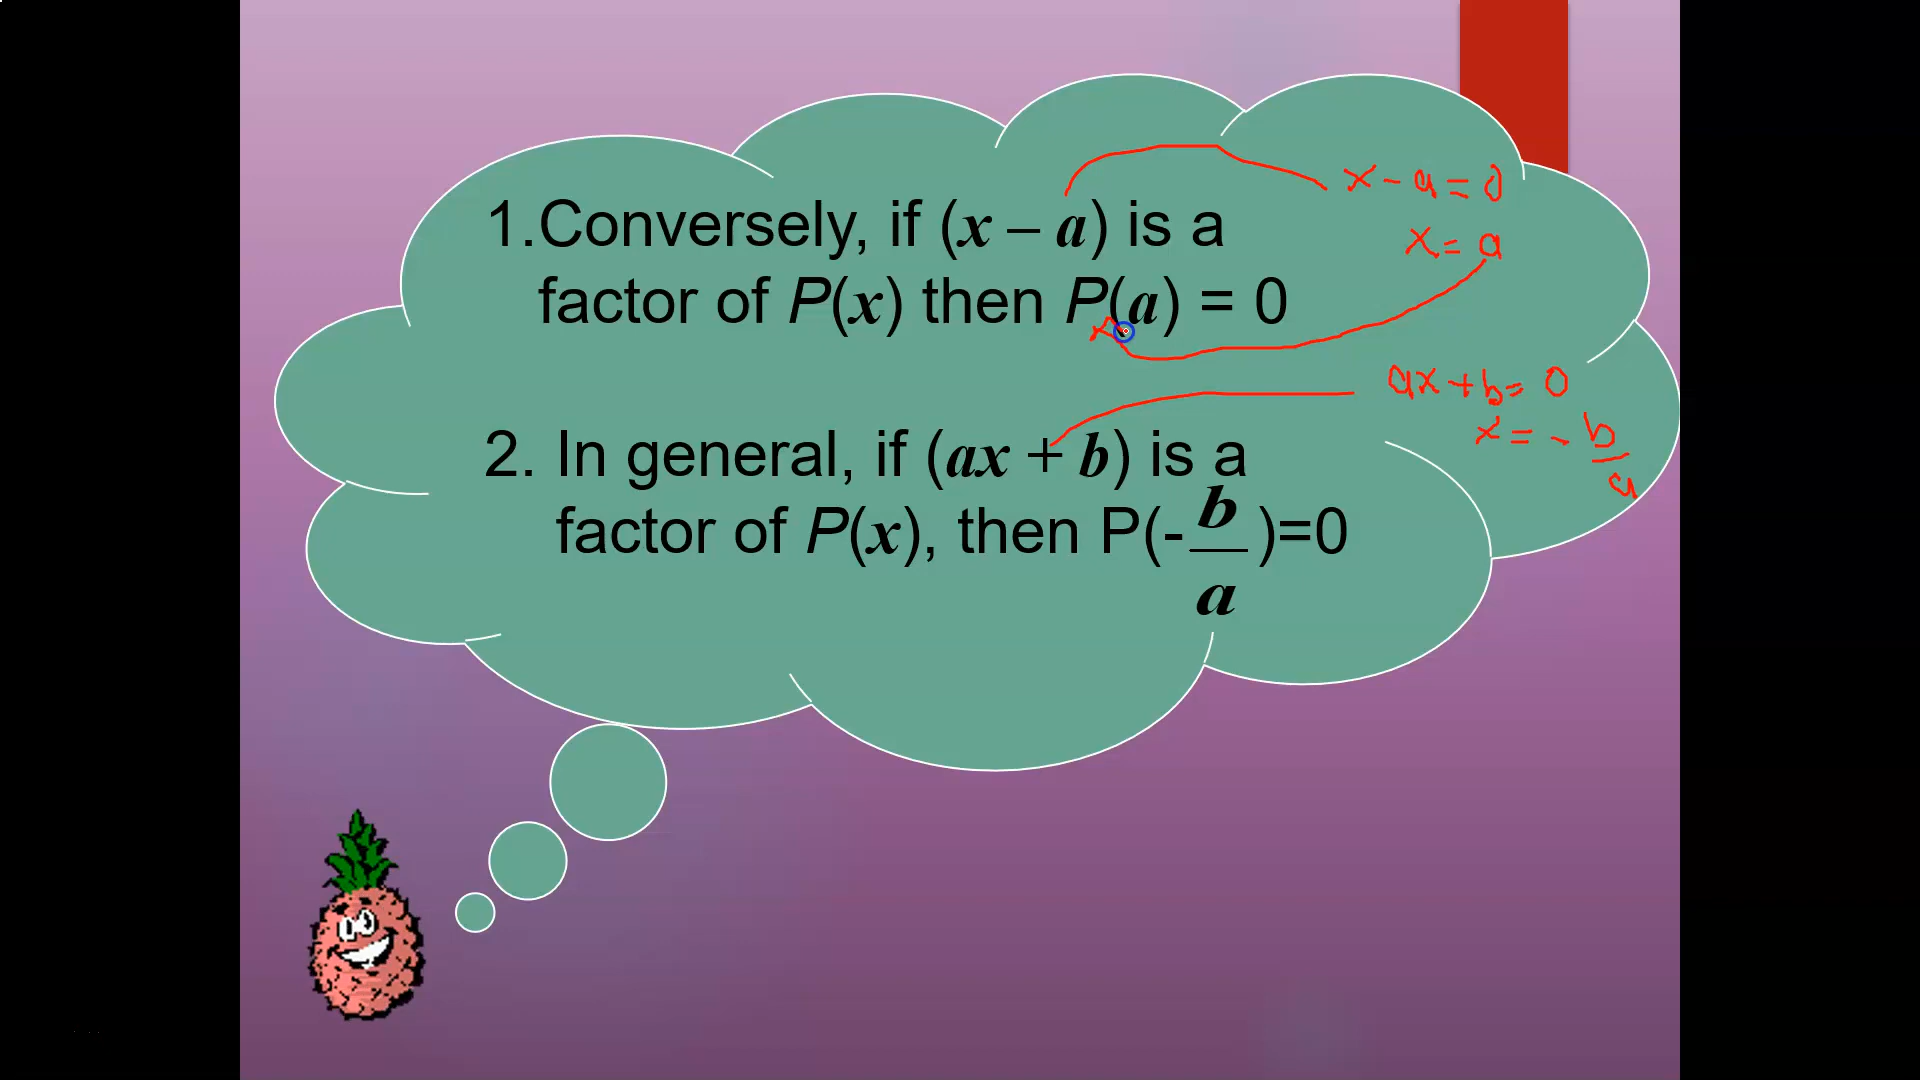 1.Conversely, if (x – a) is a
factor of P(x) then P(a) = 0
x - a = 0
x = a
2. In general, if (ax + b) is a
factor of P(x), then P(-b/a)=0
ax + b = 0
x = - b/a